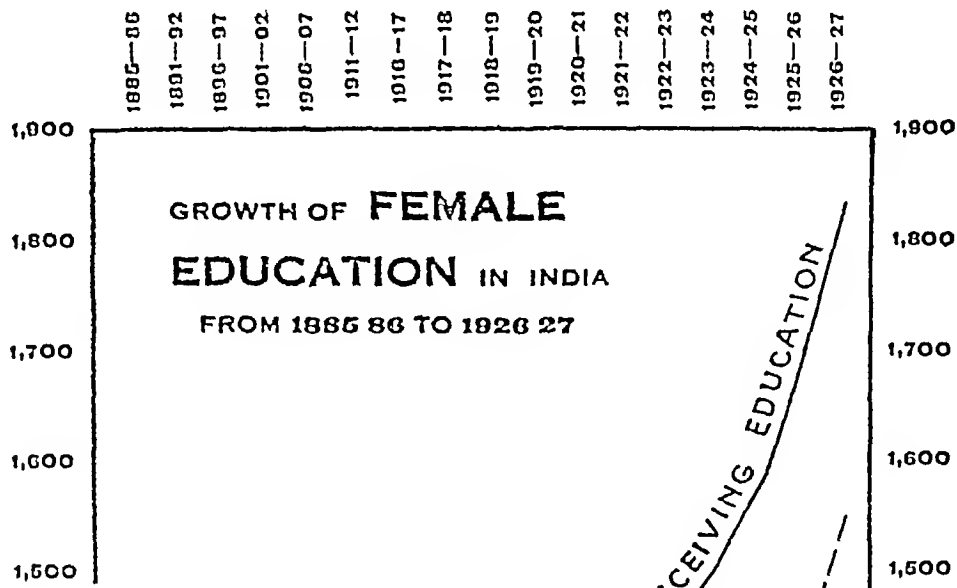 1885—86 1891—92 1896—97 1901—02 1906—07 1911—12 1916—17 1917—18 1918—19 1919—20 1920—21 1921—22 1922—23 1923—24 1924—25 1925—26 1926—27
1,900 1,900
GROWTH OF FEMALE
1,800 1,800
EDUCATION IN INDIA
FROM 1885 86 TO 1926 27
1,700 1,700
1,600 1,600
CEIVING EDUCATION
1,500 1,500